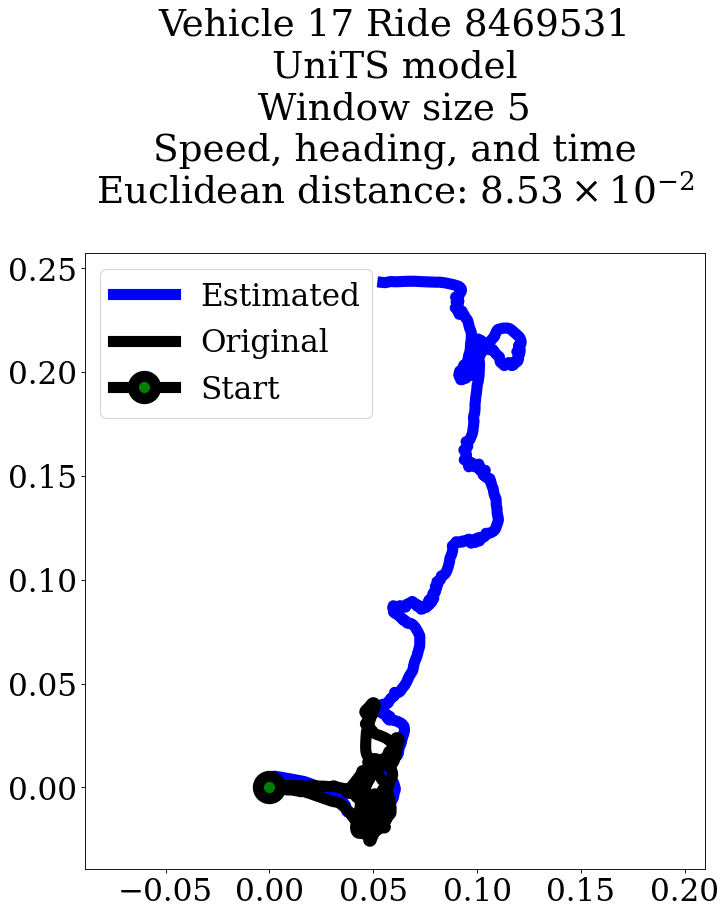 Vehicle 17 Ride 8469531
UniTS model
Window size 5
Speed, heading, and time
Euclidean distance: 8.53 × 10⁻²
0.25
0.20
0.15
0.10
0.05
0.00
Estimated
Original
Start
−0.05 0.00 0.05 0.10 0.15 0.20